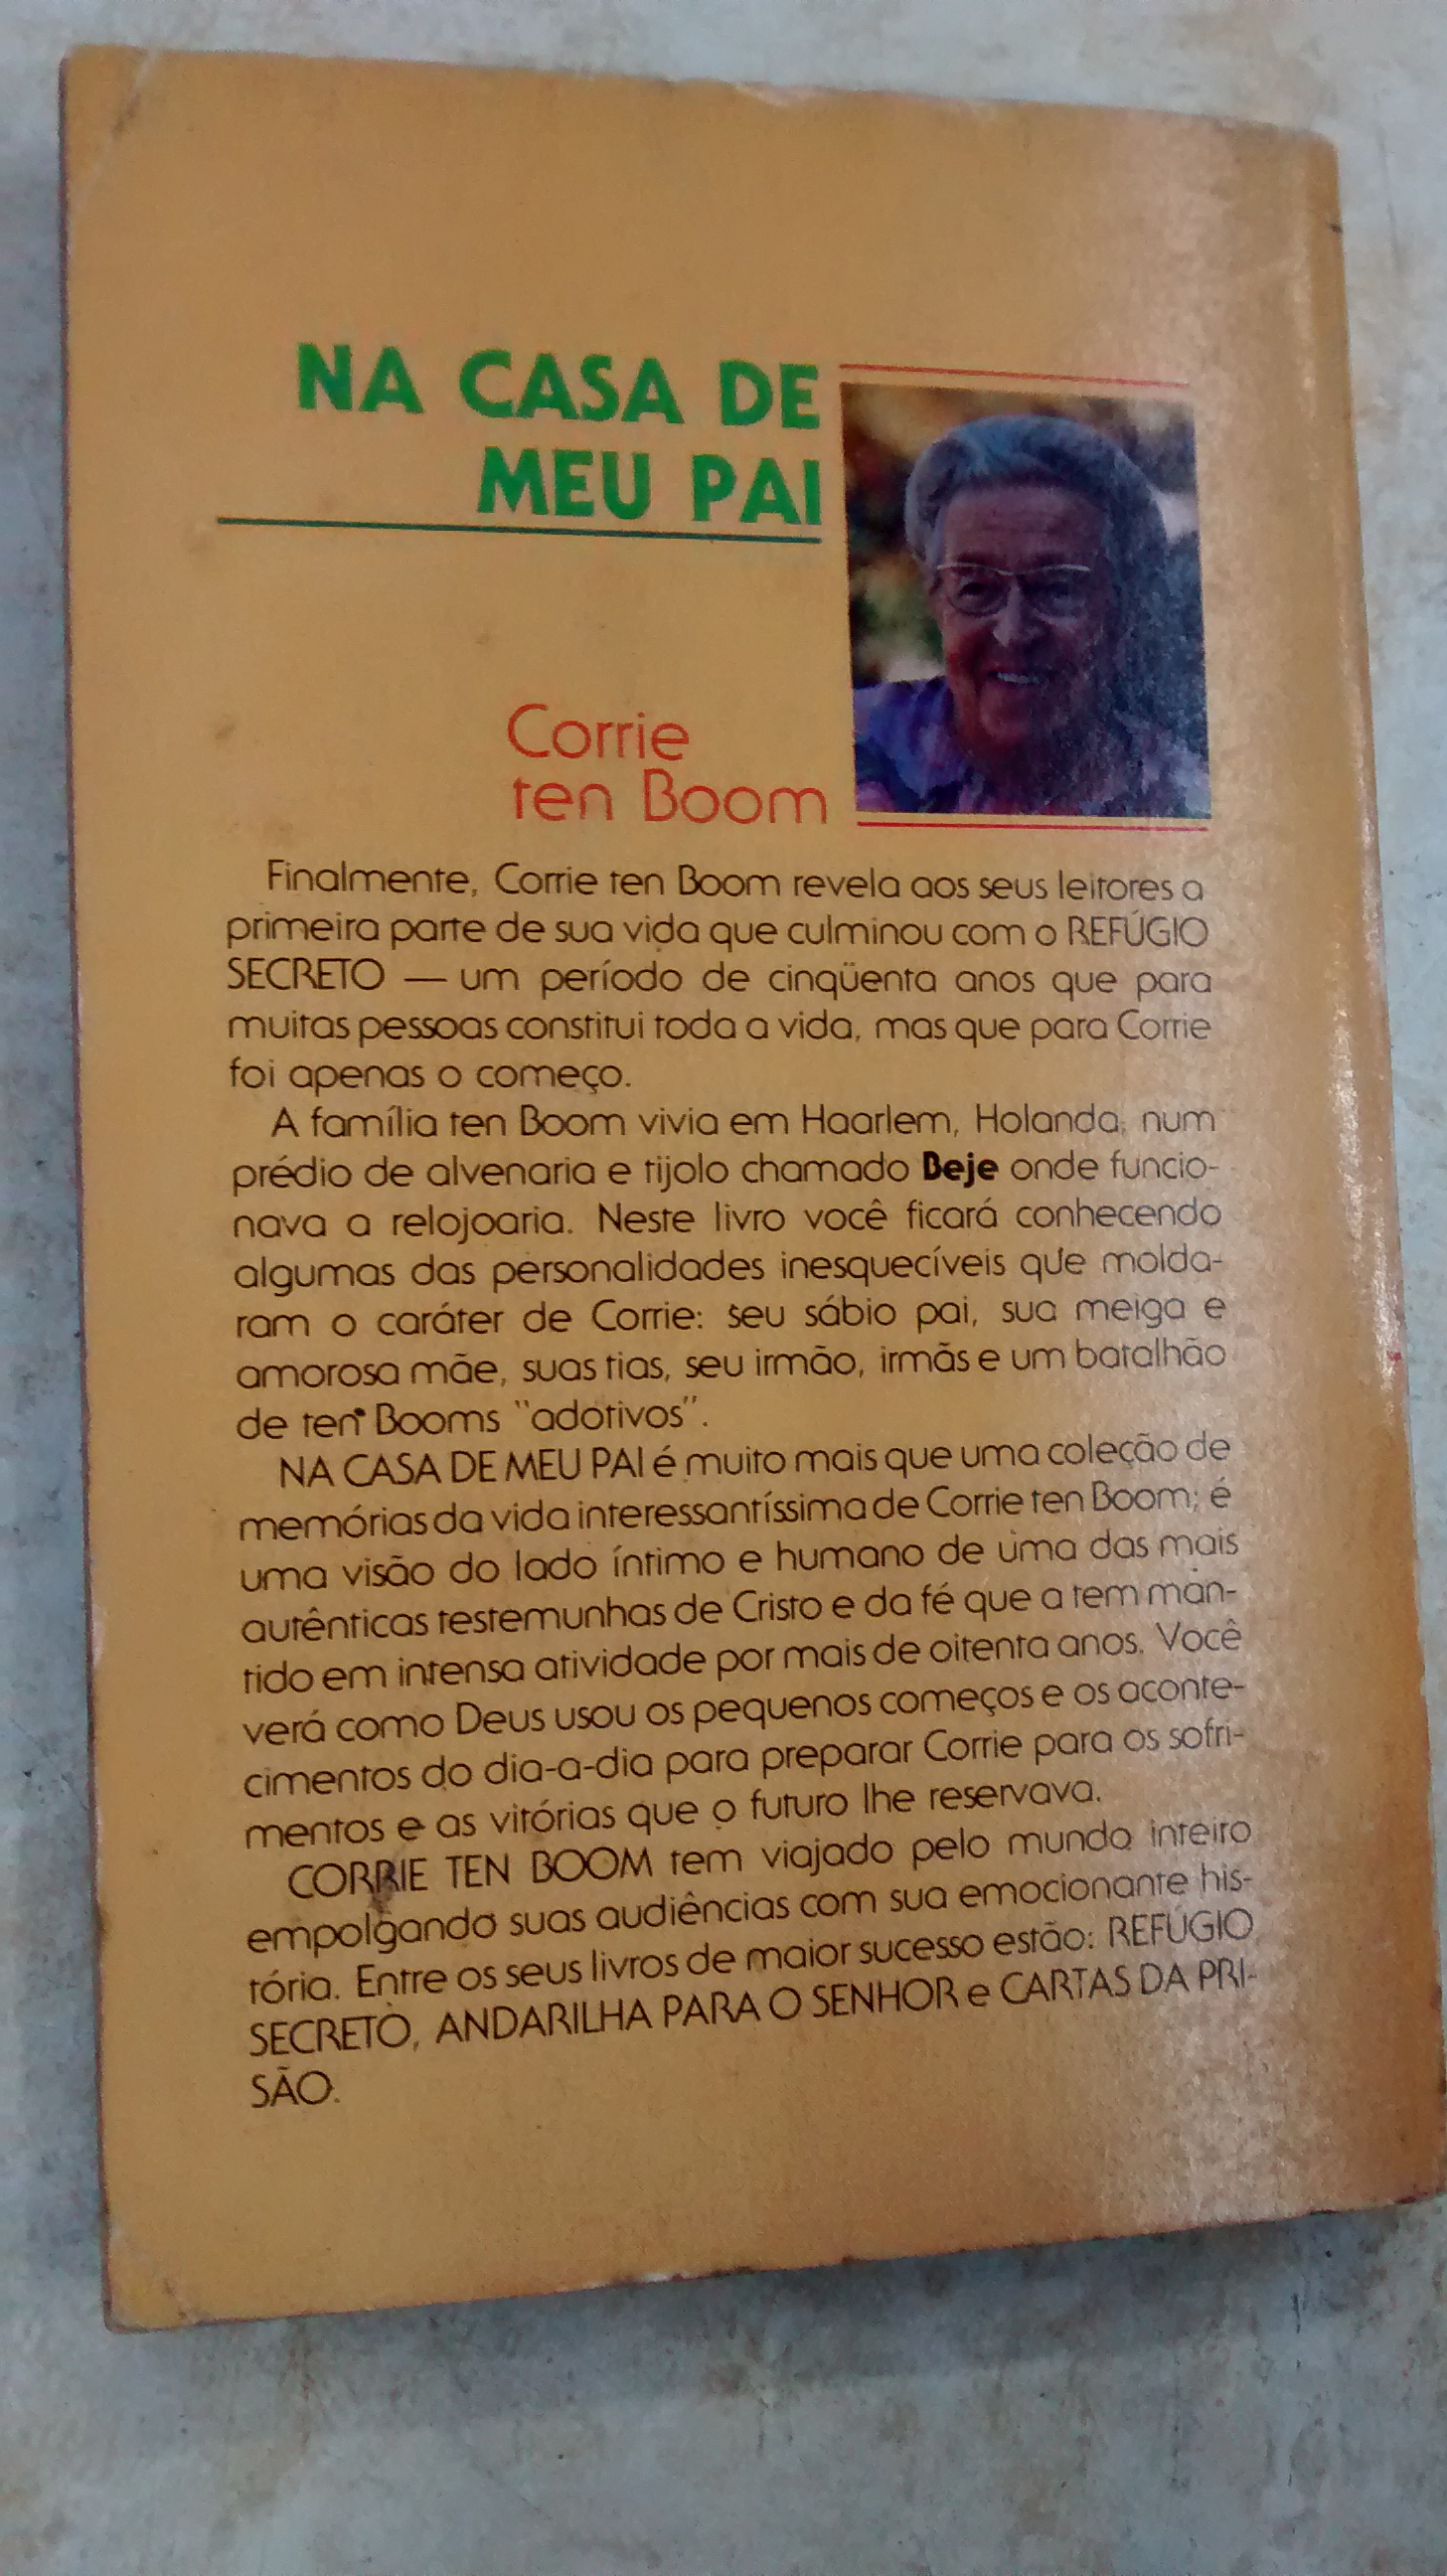 NA CASA DE
MEU PAI
Corrie
ten Boom
Finalmente, Corrie ten Boom revela aos seus leitores a
primeira parte de sua vida que culminou com o REFÚGIO
SECRETO — um período de cinqüenta anos que para
muitas pessoas constitui toda a vida, mas que para Corrie
foi apenas o começo.
A família ten Boom vivia em Haarlem, Holanda, num
prédio de alvenaria e tijolo chamado Beje onde funcio-
nava a relojoaria. Neste livro você ficará conhecendo
algumas das personalidades inesquecíveis que molda-
ram o caráter de Corrie: seu sábio pai, sua meiga e
amorosa mãe, suas tias, seu irmão, irmãs e um batalhão
de ten Booms "adotivos".
NA CASA DE MEU PAI é muito mais que uma coleção de
memórias da vida interessantíssima de Corrie ten Boom; é
uma visão do lado íntimo e humano de uma das mais
autênticas testemunhas de Cristo e da fé que a tem man-
tido em intensa atividade por mais de oitenta anos. Você
verá como Deus usou os pequenos começos e os aconte-
cimentos do dia-a-dia para preparar Corrie para os sofri-
mentos e as vitórias que o futuro lhe reservava.
CORRIE TEN BOOM tem viajado pelo mundo inteiro
empolgando suas audiências com sua emocionante his-
tória. Entre os seus livros de maior sucesso estão: REFÚGIO
SECRETO, ANDARILHA PARA O SENHOR e CARTAS DA PRI-
SÃO.